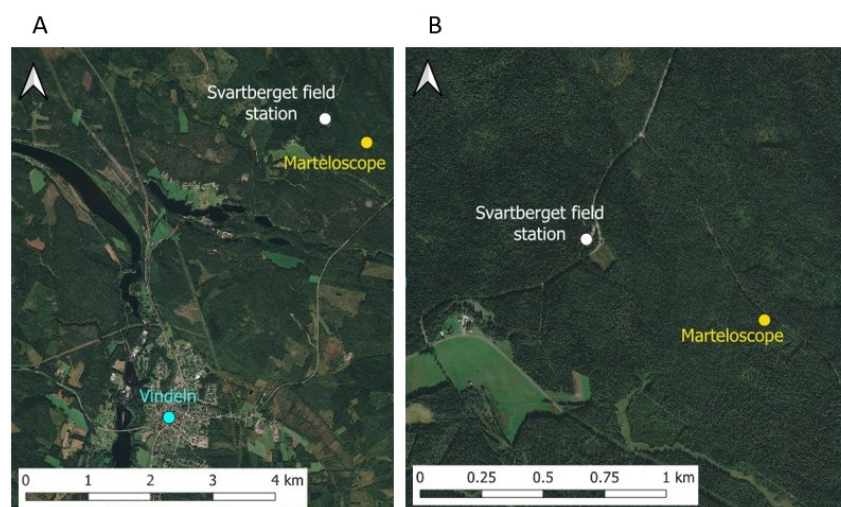 A
B
Svartberget field
station
Marteloscope
Vindeln
0 1 2 3 4 km
Svartberget field
station
Marteloscope
0 0.25 0.5 0.75 1 km